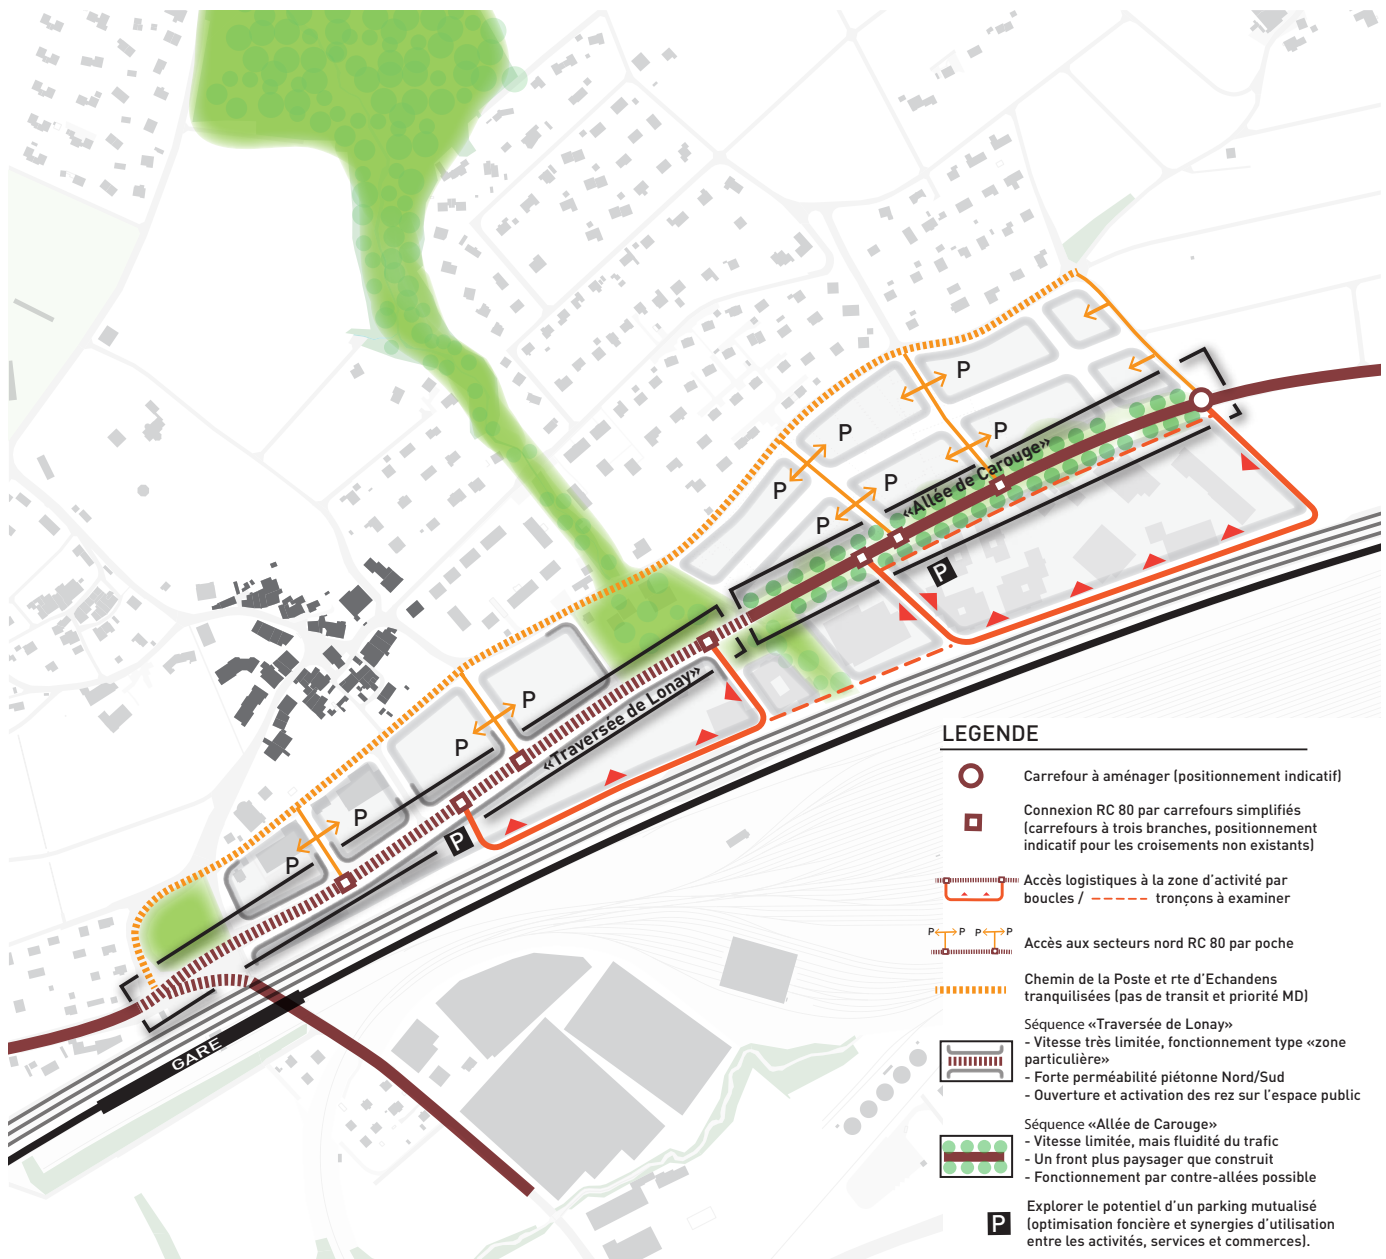 P
P
P
P
«Allée de Carouge»
P
P
P
P
«Traversée de Lonay»
P
P
P
P
P
GARE
LEGENDE
Carrefour à aménager (positionnement indicatif)
Connexion RC 80 par carrefours simplifiés
(carrefours à trois branches, positionnement
indicatif pour les croisements non existants)
Accès logistiques à la zone d'activité par
boucles / tronçons à examiner
P P P P
Accès aux secteurs nord RC 80 par poche
Chemin de la Poste et rte d'Echandens
tranquilisées (pas de transit et priorité MD)
Séquence «Traversée de Lonay»
- Vitesse très limitée, fonctionnement type «zone
particulière»
- Forte perméabilité piétonne Nord/Sud
- Ouverture et activation des rez sur l'espace public
Séquence «Allée de Carouge»
- Vitesse limitée, mais fluidité du trafic
- Un front plus paysager que construit
- Fonctionnement par contre-allées possible
P
Explorer le potentiel d'un parking mutualisé
(optimisation foncière et synergies d'utilisation
entre les activités, services et commerces).